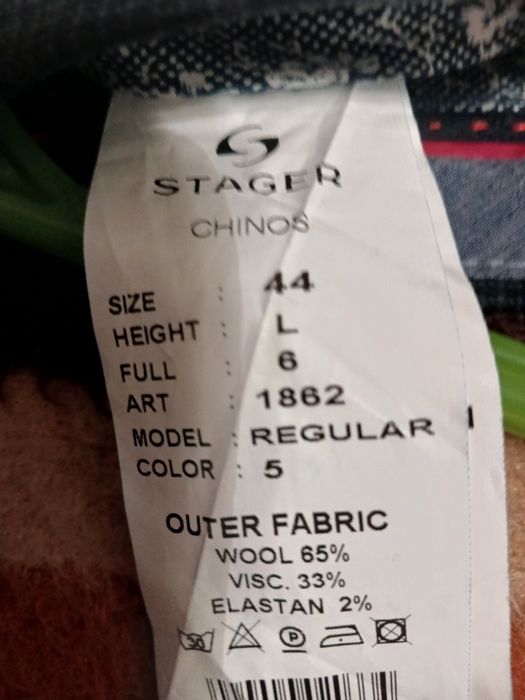 STAGER
CHINOS
SIZE : 44
HEIGHT : L
FULL : 6
ART : 1862
MODEL : REGULAR
COLOR : 5
OUTER FABRIC
WOOL 65%
VISC. 33%
ELASTAN 2%
30
P